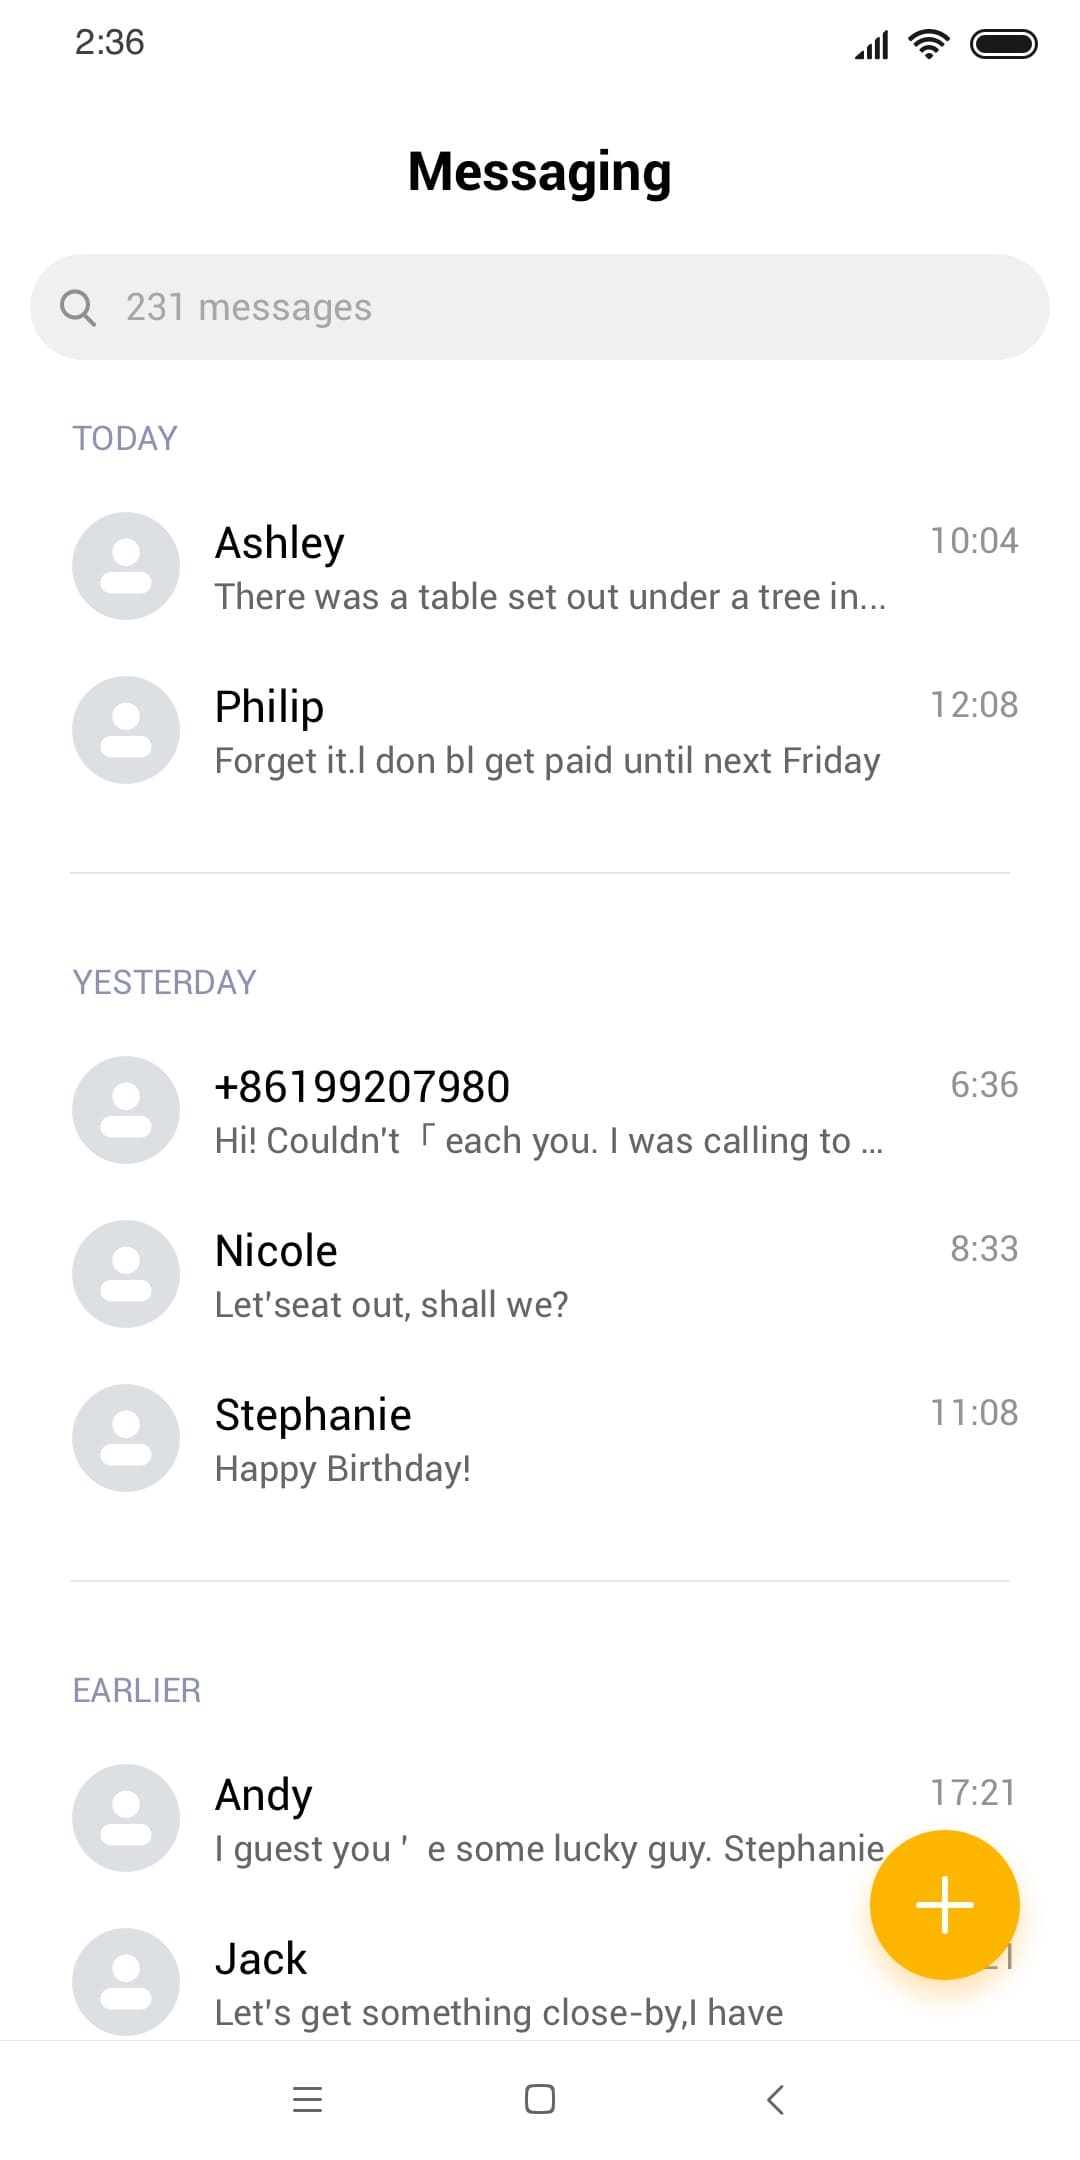 2:36
Messaging
231 messages
TODAY
Ashley
10:04
There was a table set out under a tree in...
Philip
12:08
Forget it.l don bl get paid until next Friday
YESTERDAY
+86199207980
6:36
Hi! Couldn't「each you. I was calling to ...
Nicole
8:33
Let'seat out, shall we?
Stephanie
11:08
Happy Birthday!
EARLIER
Andy
17:21
I guest you ' e some lucky guy. Stephanie
Jack
Let's get something close-by,I have